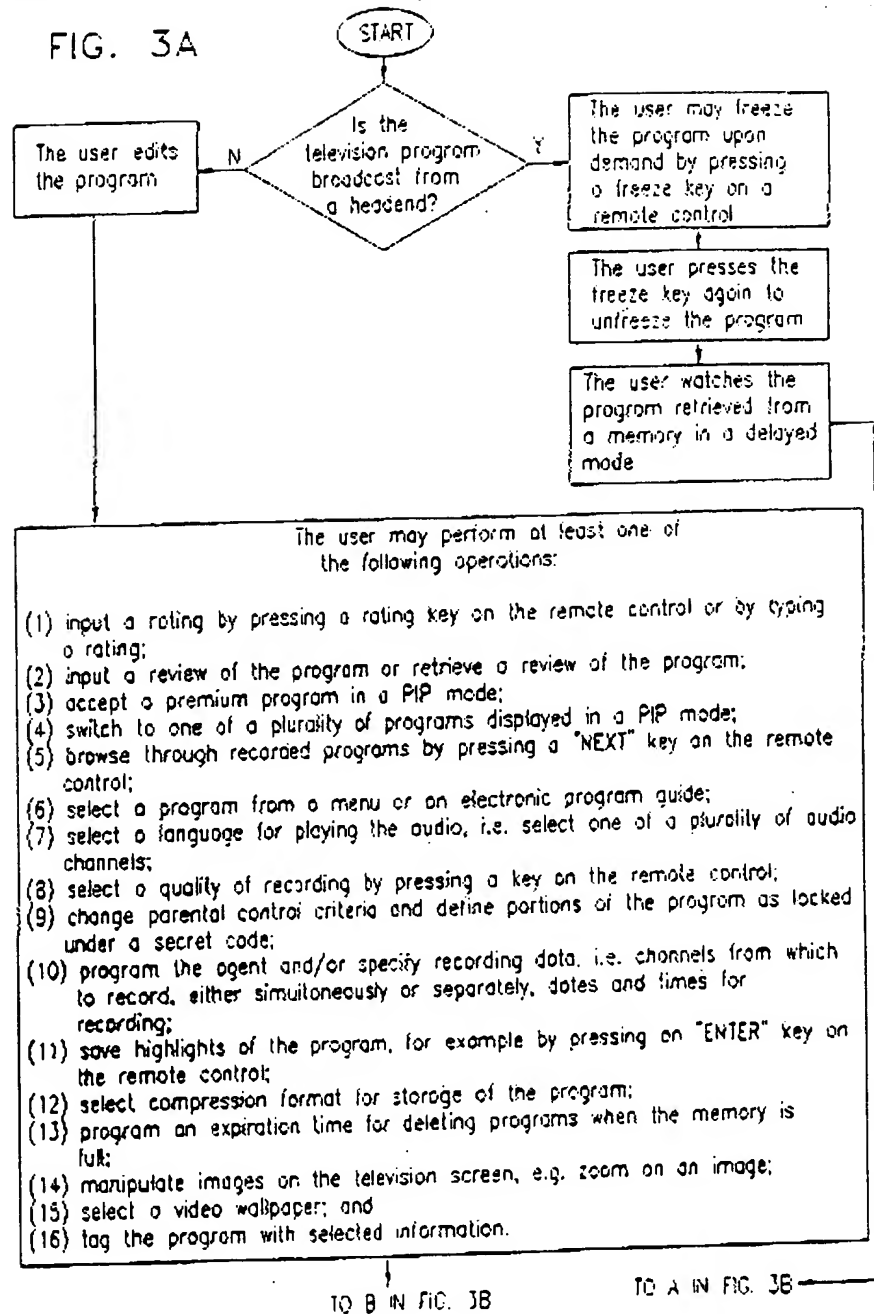 FIG. 3A
START
Is the
television program
broadcast from
a headend?
N
Y
The user edits
the program
The user may freeze
the program upon
demand by pressing
a freeze key on a
remote control
The user presses the
freeze key again to
unfreeze the program
The user watches the
program retrieved from
a memory in a delayed
mode
The user may perform at least one of
the following operations:
(1) input a rating by pressing a rating key on the remote control or by typing
a rating;
(2) input a review of the program or retrieve a review of the program;
(3) accept a premium program in a PIP mode;
(4) switch to one of a plurality of programs displayed in a PIP mode;
(5) browse through recorded programs by pressing a "NEXT" key on the remote
control;
(6) select a program from a menu or an electronic program guide;
(7) select a language for playing the audio, i.e. select one of a plurality of audio
channels;
(8) select a quality of recording by pressing a key on the remote control;
(9) change parental control criteria and define portions of the program as locked
under a secret code;
(10) program the agent and/or specify recording data, i.e. channels from which
to record, either simultoneously or separately, dates and times for
recording;
(11) save highlights of the program, for example by pressing an "ENTER" key on
the remote control;
(12) select compression format for storage of the program;
(13) program an expiration time for deleting programs when the memory is
full;
(14) manipulate images on the television screen, e.g. zoom on an image;
(15) select a video wallpaper; and
(16) tag the program with selected information.
TO B IN FIG. 3B
TO A IN FIG. 3B